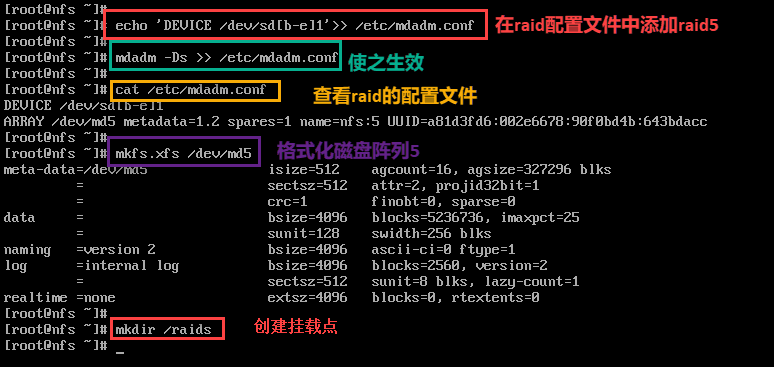 [root@nfs ~]#
[root@nfs ~]# echo 'DEVICE /dev/sd[b-e]1'>> /etc/mdadm.conf 在raid配置文件中添加raid5
[root@nfs ~]#
[root@nfs ~]# mdadm -Ds >> /etc/mdadm.conf 使之生效
[root@nfs ~]#
[root@nfs ~]# cat /etc/mdadm.conf 查看raid的配置文件
DEVICE /dev/sd[b-e]1
ARRAY /dev/md5 metadata=1.2 spares=1 name=nfs:5 UUID=a81d3fd6:002e6678:90f0bd4b:643bdacc
[root@nfs ~]#
[root@nfs ~]# mkfs.xfs /dev/md5 格式化磁盘阵列5
meta-data=/dev/md5 isize=512 agcount=16, agsize=327296 blks
= sectsz=512 attr=2, projid32bit=1
= crc=1 finobt=0, sparse=0
data = bsize=4096 blocks=5236736, imaxpct=25
= sunit=128 swidth=256 blks
naming =version 2 bsize=4096 ascii-ci=0 ftype=1
log =internal log bsize=4096 blocks=2560, version=2
= sectsz=512 sunit=8 blks, lazy-count=1
realtime =none extsz=4096 blocks=0, rtextents=0
[root@nfs ~]#
[root@nfs ~]# mkdir /raids 创建挂载点
[root@nfs ~]# _